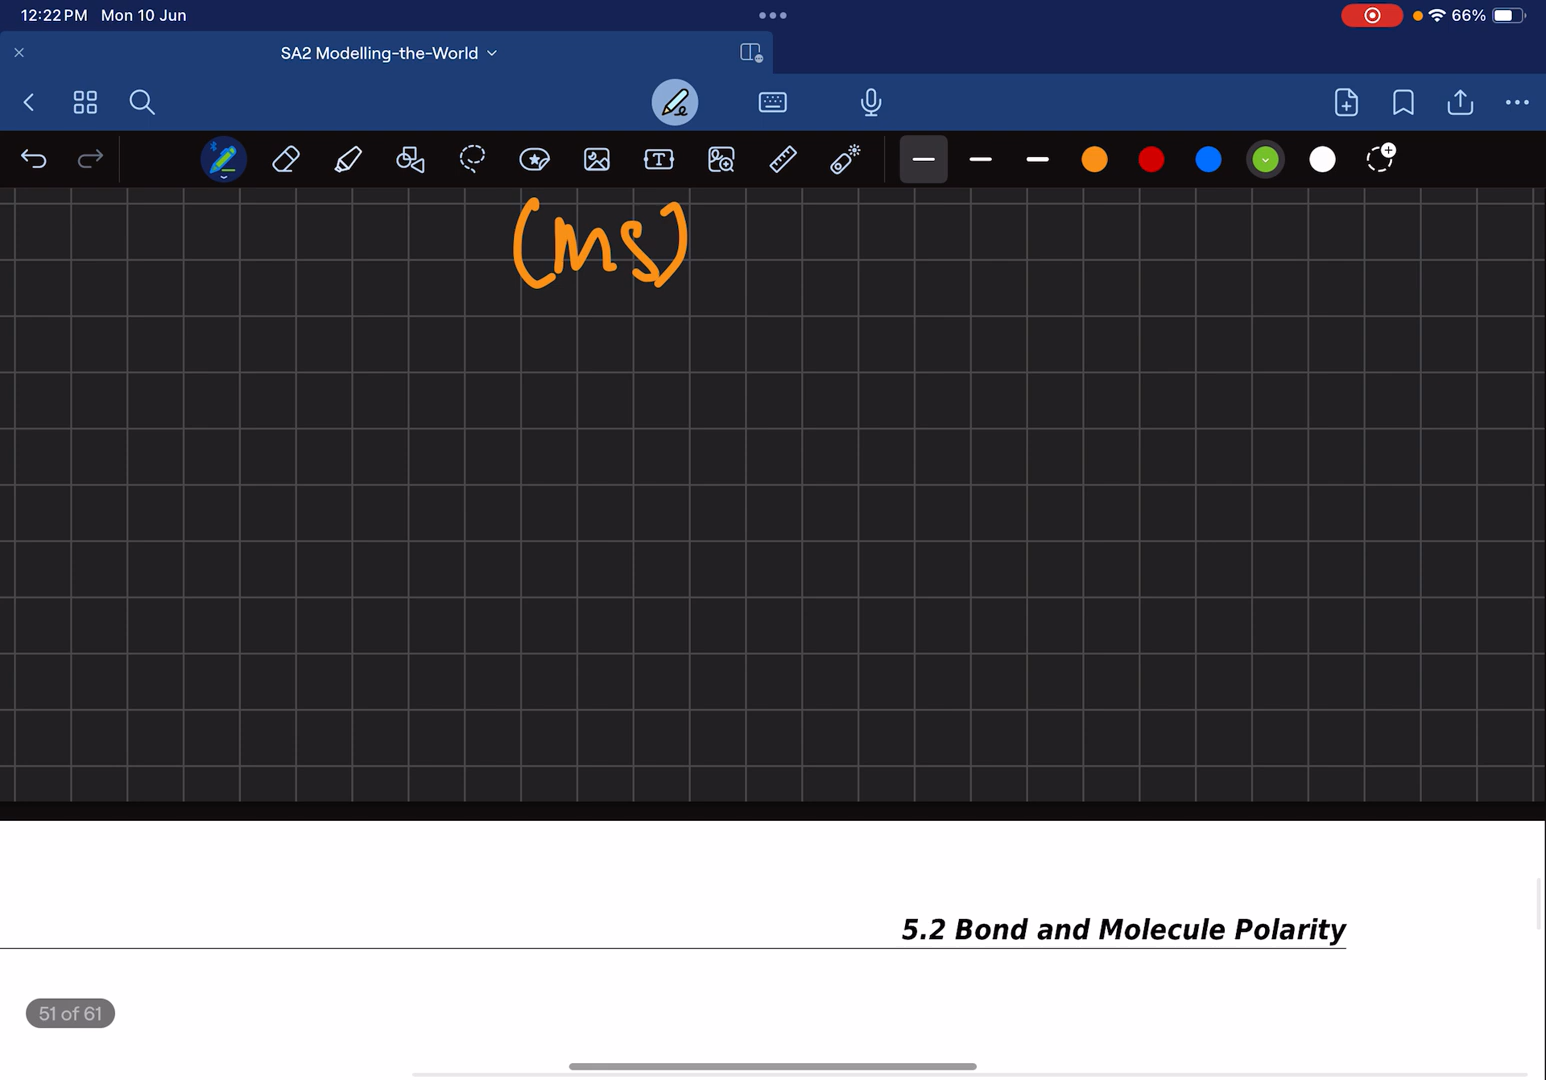 12:22 PM Mon 10 Jun
66%
SA2 Modelling-the-World
T
(ms)
5.2 Bond and Molecule Polarity
51 of 61